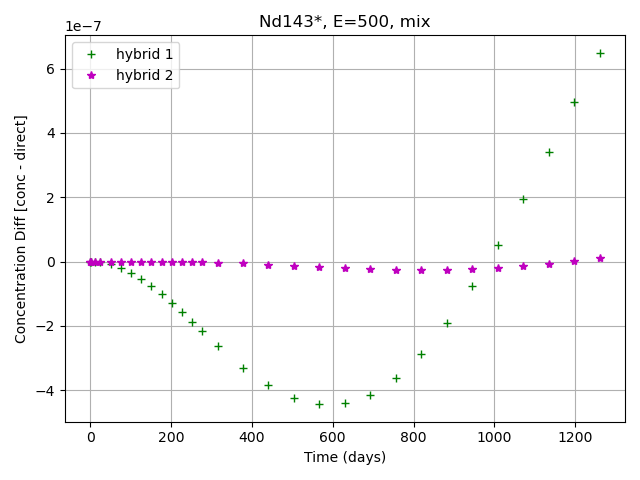 Nd143*, E=500, mix
1e−7
hybrid 1
hybrid 2
Concentration Diff [conc - direct]
6
4
2
0
−2
−4
0 200 400 600 800 1000 1200
Time (days)